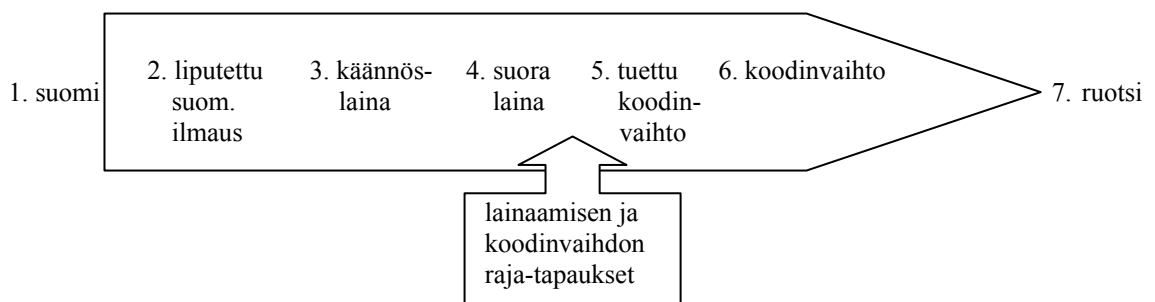 1. suomi
2. liputettu
suom.
ilmaus
3. käännös-
laina
4. suora
laina
5. tuettu
koodin-
vaihto
6. koodinvaihto
7. ruotsi
lainaamisen ja
koodinvaihdon
raja-tapaukset